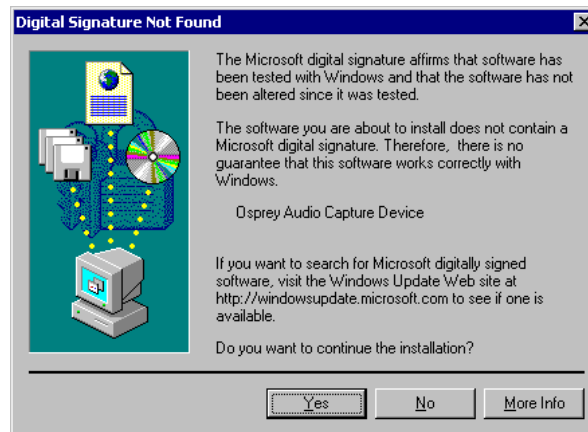 Digital Signature Not Found
The Microsoft digital signature affirms that software has
been tested with Windows and that the software has not
been altered since it was tested.
The software you are about to install does not contain a
Microsoft digital signature. Therefore, there is no
guarantee that this software works correctly with
Windows.
Osprey Audio Capture Device
If you want to search for Microsoft digitally signed
software, visit the Windows Update Web site at
http://windowsupdate.microsoft.com to see if one is
available.
Do you want to continue the installation?
Yes No More Info